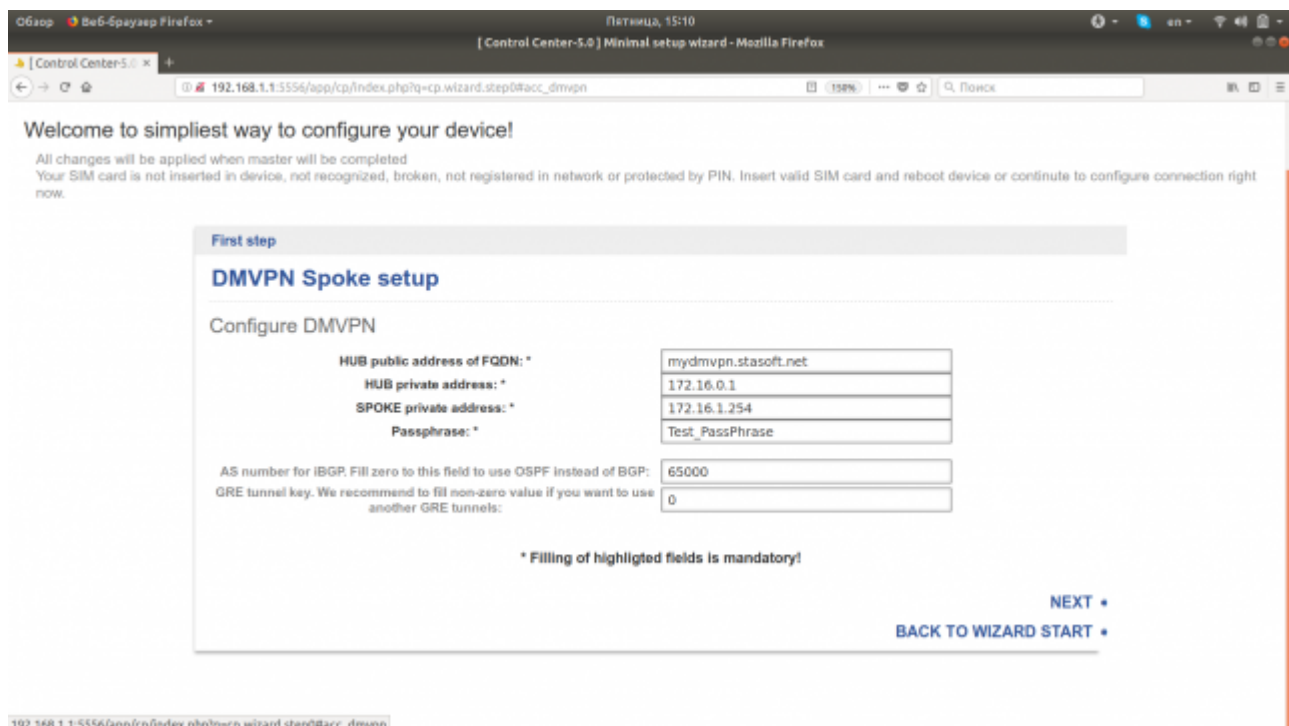 Обзор Веб-браузер Firefox Пятница, 15:10 en
[ Control Center-5.0 ] Minimal setup wizard - Mozilla Firefox
[ Control Center-5.0
192.168.1.1:5556/app/cp/index.php?q=cp.wizard.step0#acc_dmvpn 150% Поиск
Welcome to simpliest way to configure your device!
All changes will be applied when master will be completed
Your SIM card is not inserted in device, not recognized, broken, not registered in network or protected by PIN. Insert valid SIM card and reboot device or continute to configure connection right
now.
First step
DMVPN Spoke setup
Configure DMVPN
HUB public address of FQDN: * mydmvpn.stasoft.net
HUB private address: * 172.16.0.1
SPOKE private address: * 172.16.1.254
Passphrase: * Test_PassPhrase
AS number for iBGP. Fill zero to this field to use OSPF instead of BGP: 65000
GRE tunnel key. We recommend to fill non-zero value if you want to use
another GRE tunnels: 0
* Filling of highligted fields is mandatory!
NEXT •
BACK TO WIZARD START •
192.168.1.1:5556/app/cp/index.php?q=cp.wizard.step0#acc_dmvpn